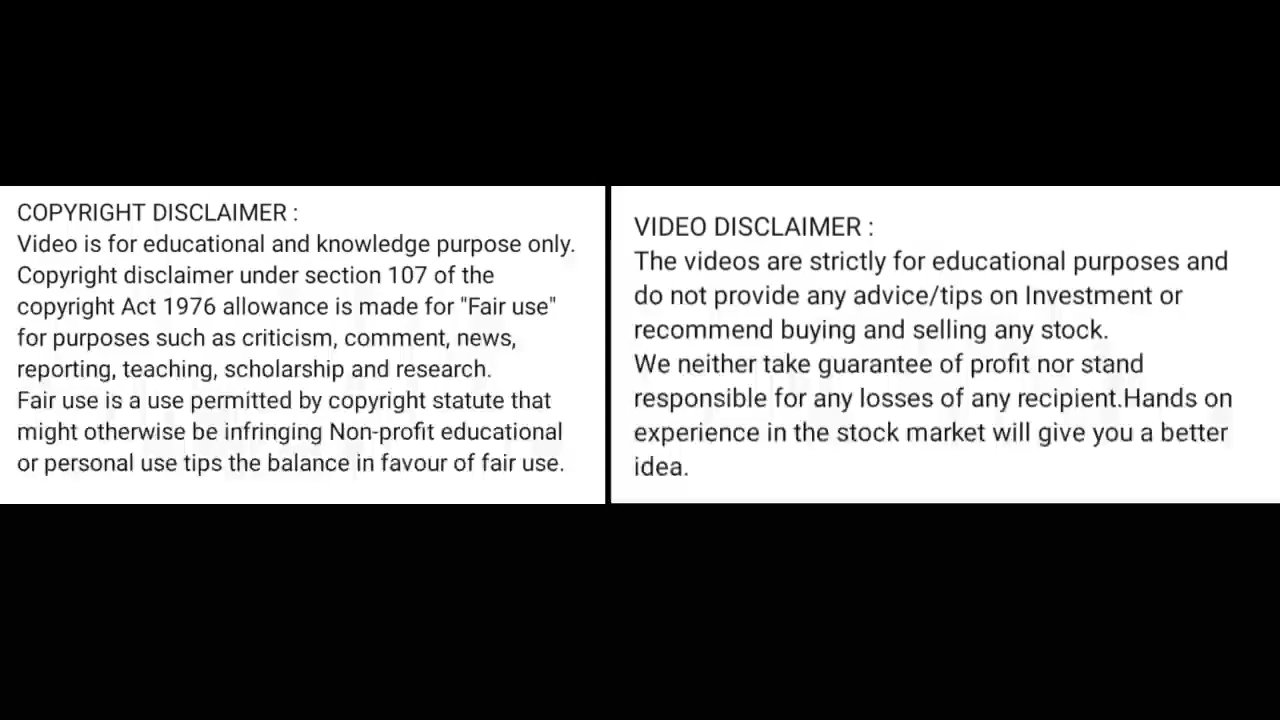 COPYRIGHT DISCLAIMER :
Video is for educational and knowledge purpose only.
Copyright disclaimer under section 107 of the
copyright Act 1976 allowance is made for "Fair use"
for purposes such as criticism, comment, news,
reporting, teaching, scholarship and research.
Fair use is a use permitted by copyright statute that
might otherwise be infringing Non-profit educational
or personal use tips the balance in favour of fair use.
VIDEO DISCLAIMER :
The videos are strictly for educational purposes and
do not provide any advice/tips on Investment or
recommend buying and selling any stock.
We neither take guarantee of profit nor stand
responsible for any losses of any recipient.Hands on
experience in the stock market will give you a better
idea.